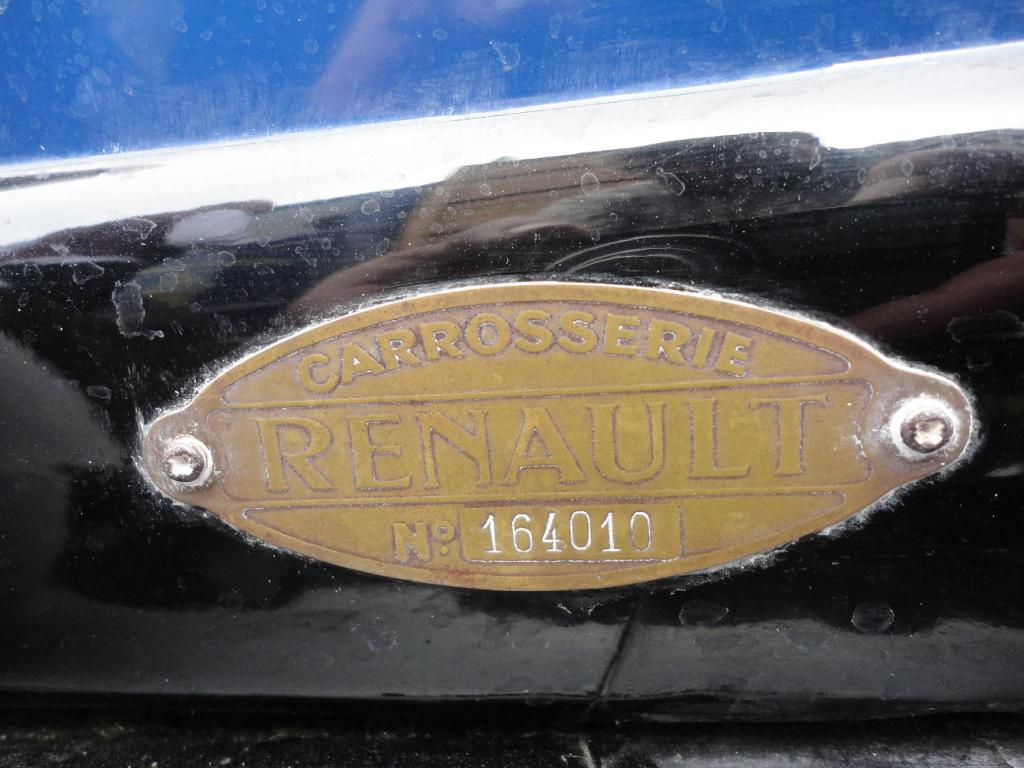 CARROSSERIE
RENAULT
Nº 164010